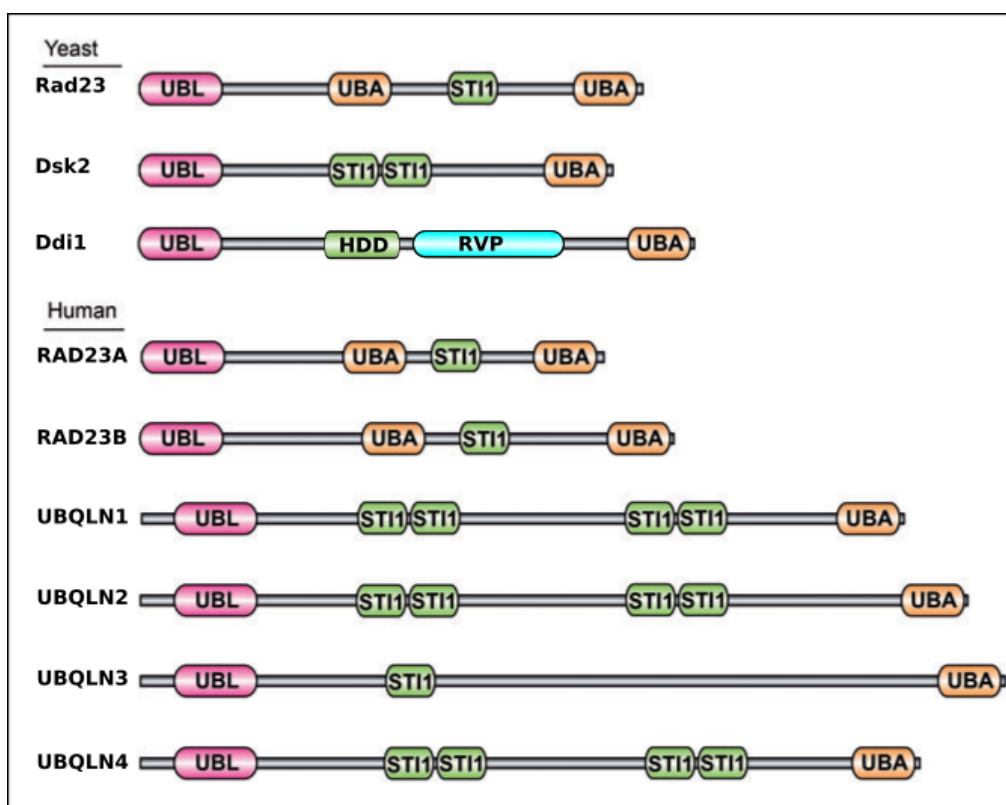 Yeast
Rad23 UBL UBA STI1 UBA
Dsk2 UBL STI1 STI1 UBA
Ddi1 UBL HDD RVP UBA
Human
RAD23A UBL UBA STI1 UBA
RAD23B UBL UBA STI1 UBA
UBQLN1 UBL STI1 STI1 STI1 STI1 UBA
UBQLN2 UBL STI1 STI1 STI1 STI1 UBA
UBQLN3 UBL STI1 UBA
UBQLN4 UBL STI1 STI1 STI1 STI1 UBA